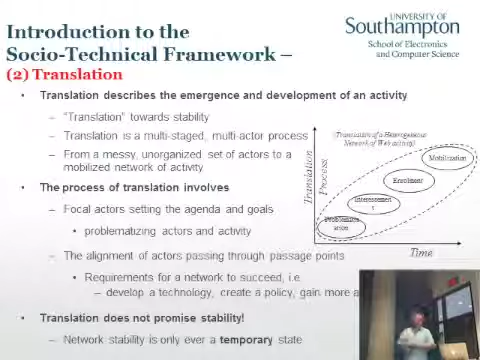 Introduction to the
Socio-Technical Framework –
(2) Translation
UNIVERSITY OF
Southampton
School of Electronics
and Computer Science
• Translation describes the emergence and development of an activity
– "Translation" towards stability
– Translation is a multi-staged, multi-actor process
– From a messy, unorganized set of actors to a
mobilized network of activity
• The process of translation involves
– Focal actors setting the agenda and goals
• problematizing actors and activity
– The alignment of actors passing through passage points
• Requirements for a network to succeed, i.e
– develop a technology, create a policy, gain more a
• Translation does not promise stability!
– Network stability is only ever a temporary state
Translation of a Heterogeneous
Network of Web activity
Mobilization
Enrolment
Interessemen
t
Problematiz
ation
Translation
Process
Time